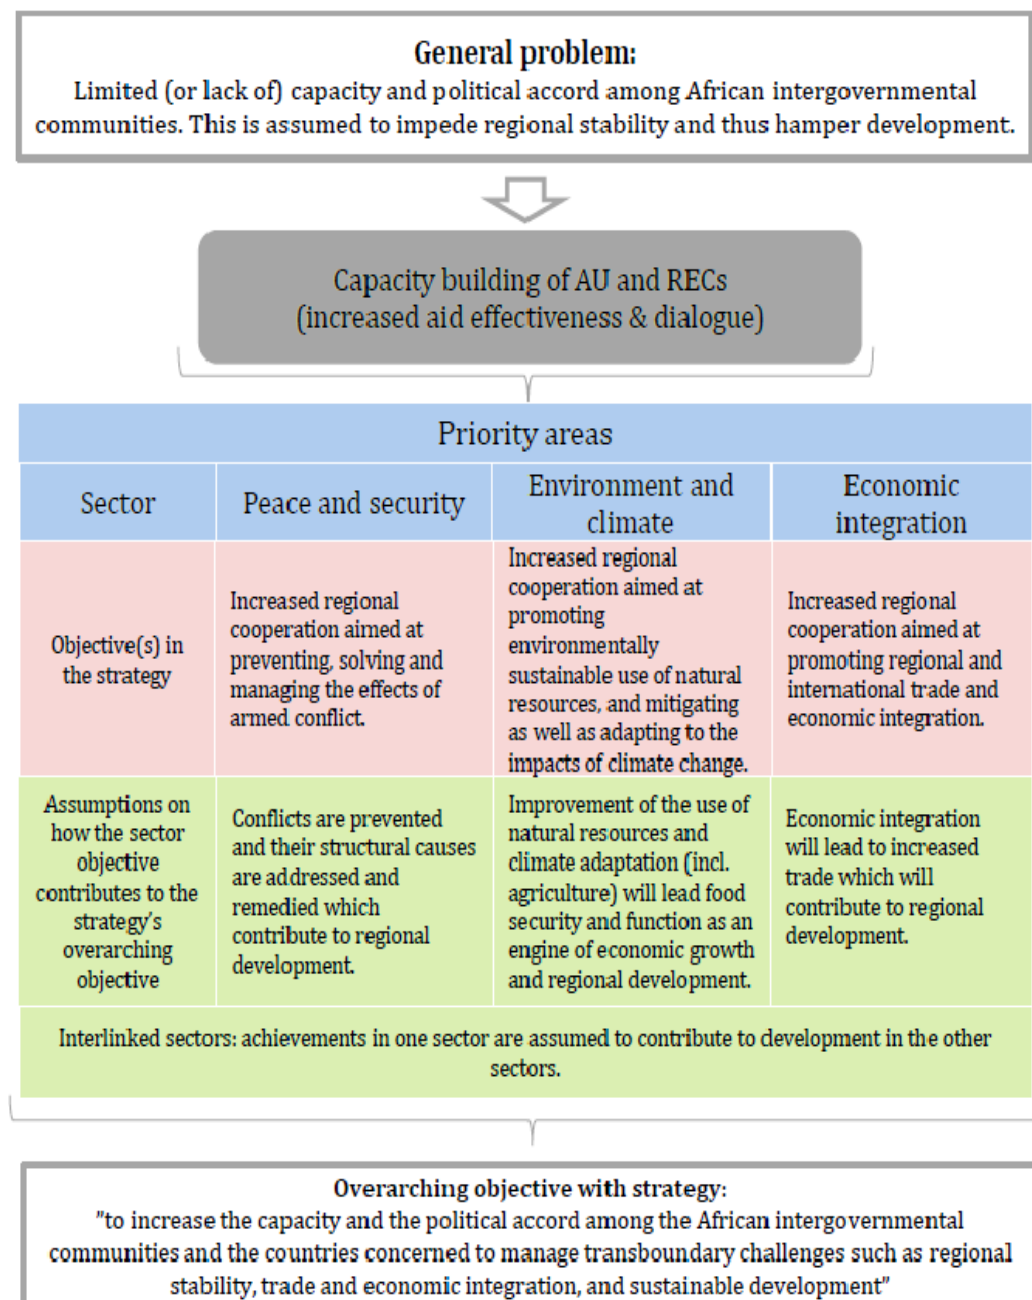 General problem:
Limited (or lack of) capacity and political accord among African intergovernmental
communities. This is assumed to impede regional stability and thus hamper development.
Capacity building of AU and RECs
(increased aid effectiveness & dialogue)
Priority areas
Sector
Peace and security
Environment and
climate
Economic
integration
Objective(s) in
the strategy
Increased regional
cooperation aimed at
preventing, solving and
managing the effects of
armed conflict.
Increased regional
cooperation aimed at
promoting
environmentally
sustainable use of natural
resources, and mitigating
as well as adapting to the
impacts of climate change.
Increased regional
cooperation aimed at
promoting regional and
international trade and
economic integration.
Assumptions on
how the sector
objective
contributes to the
strategy's
overarching
objective
Conflicts are prevented
and their structural causes
are addressed and
remedied which
contribute to regional
development.
Improvement of the use of
natural resources and
climate adaptation (incl.
agriculture) will lead food
security and function as an
engine of economic growth
and regional development.
Economic integration
will lead to increased
trade which will
contribute to regional
development.
Interlinked sectors: achievements in one sector are assumed to contribute to development in the other
sectors.
Overarching objective with strategy:
"to increase the capacity and the political accord among the African intergovernmental
communities and the countries concerned to manage transboundary challenges such as regional
stability, trade and economic integration, and sustainable development"